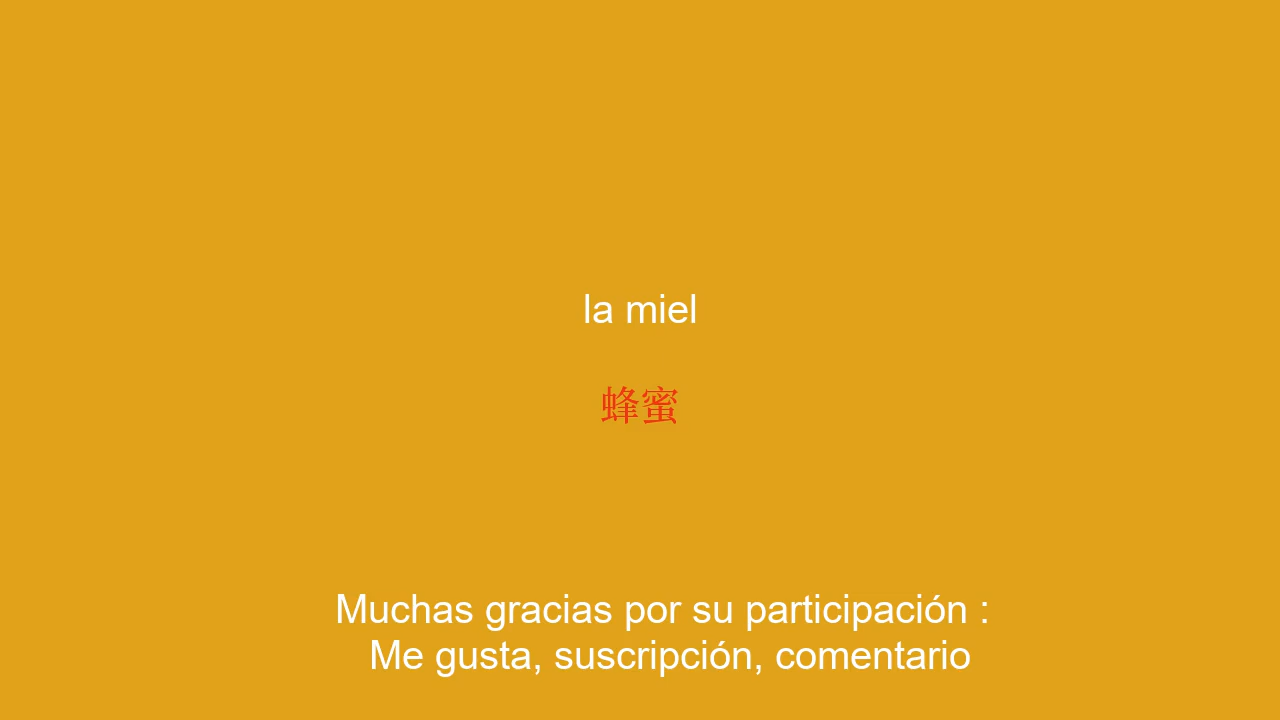 la miel
蜂蜜
Muchas gracias por su participación :
Me gusta, suscripción, comentario